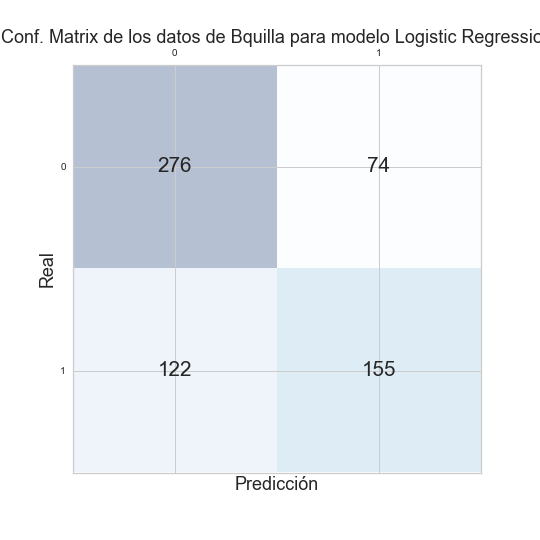 Conf. Matrix de los datos de Bquilla para modelo Logistic Regressio
0 1
0 276 74
Real
1 122 155
Predicción